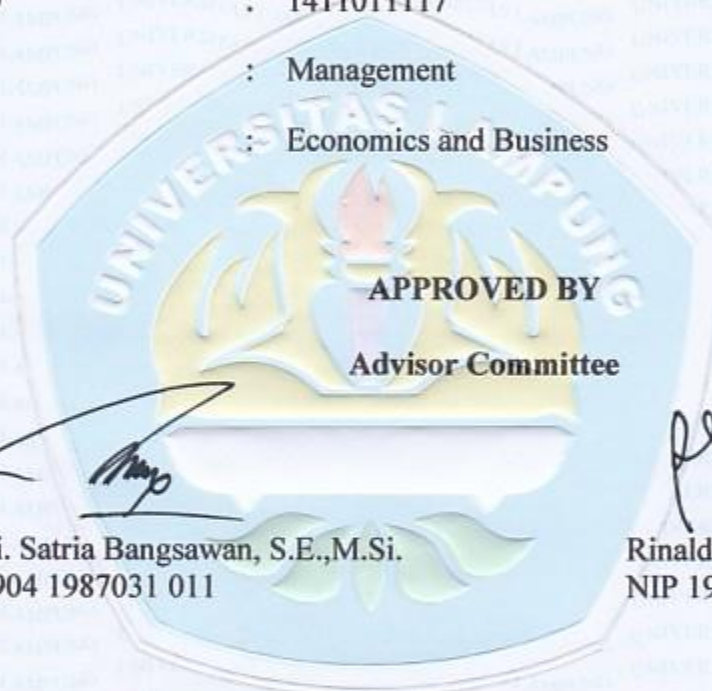 : 1411011117
: Management
: Economics and Business
UNIVERSITAS LAMPUNG
APPROVED BY
Advisor Committee
i. Satria Bangsawan, S.E.,M.Si.
Rinald
904 1987031 011
NIP 19